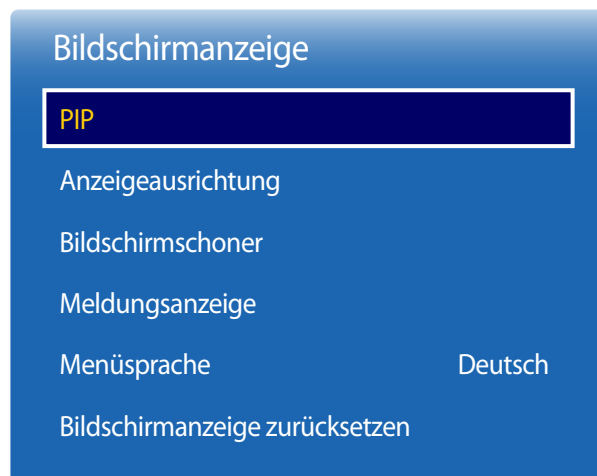 Bildschirmanzeige
PIP
Anzeigeausrichtung
Bildschirmschoner
Meldungsanzeige
Menüsprache Deutsch
Bildschirmanzeige zurücksetzen